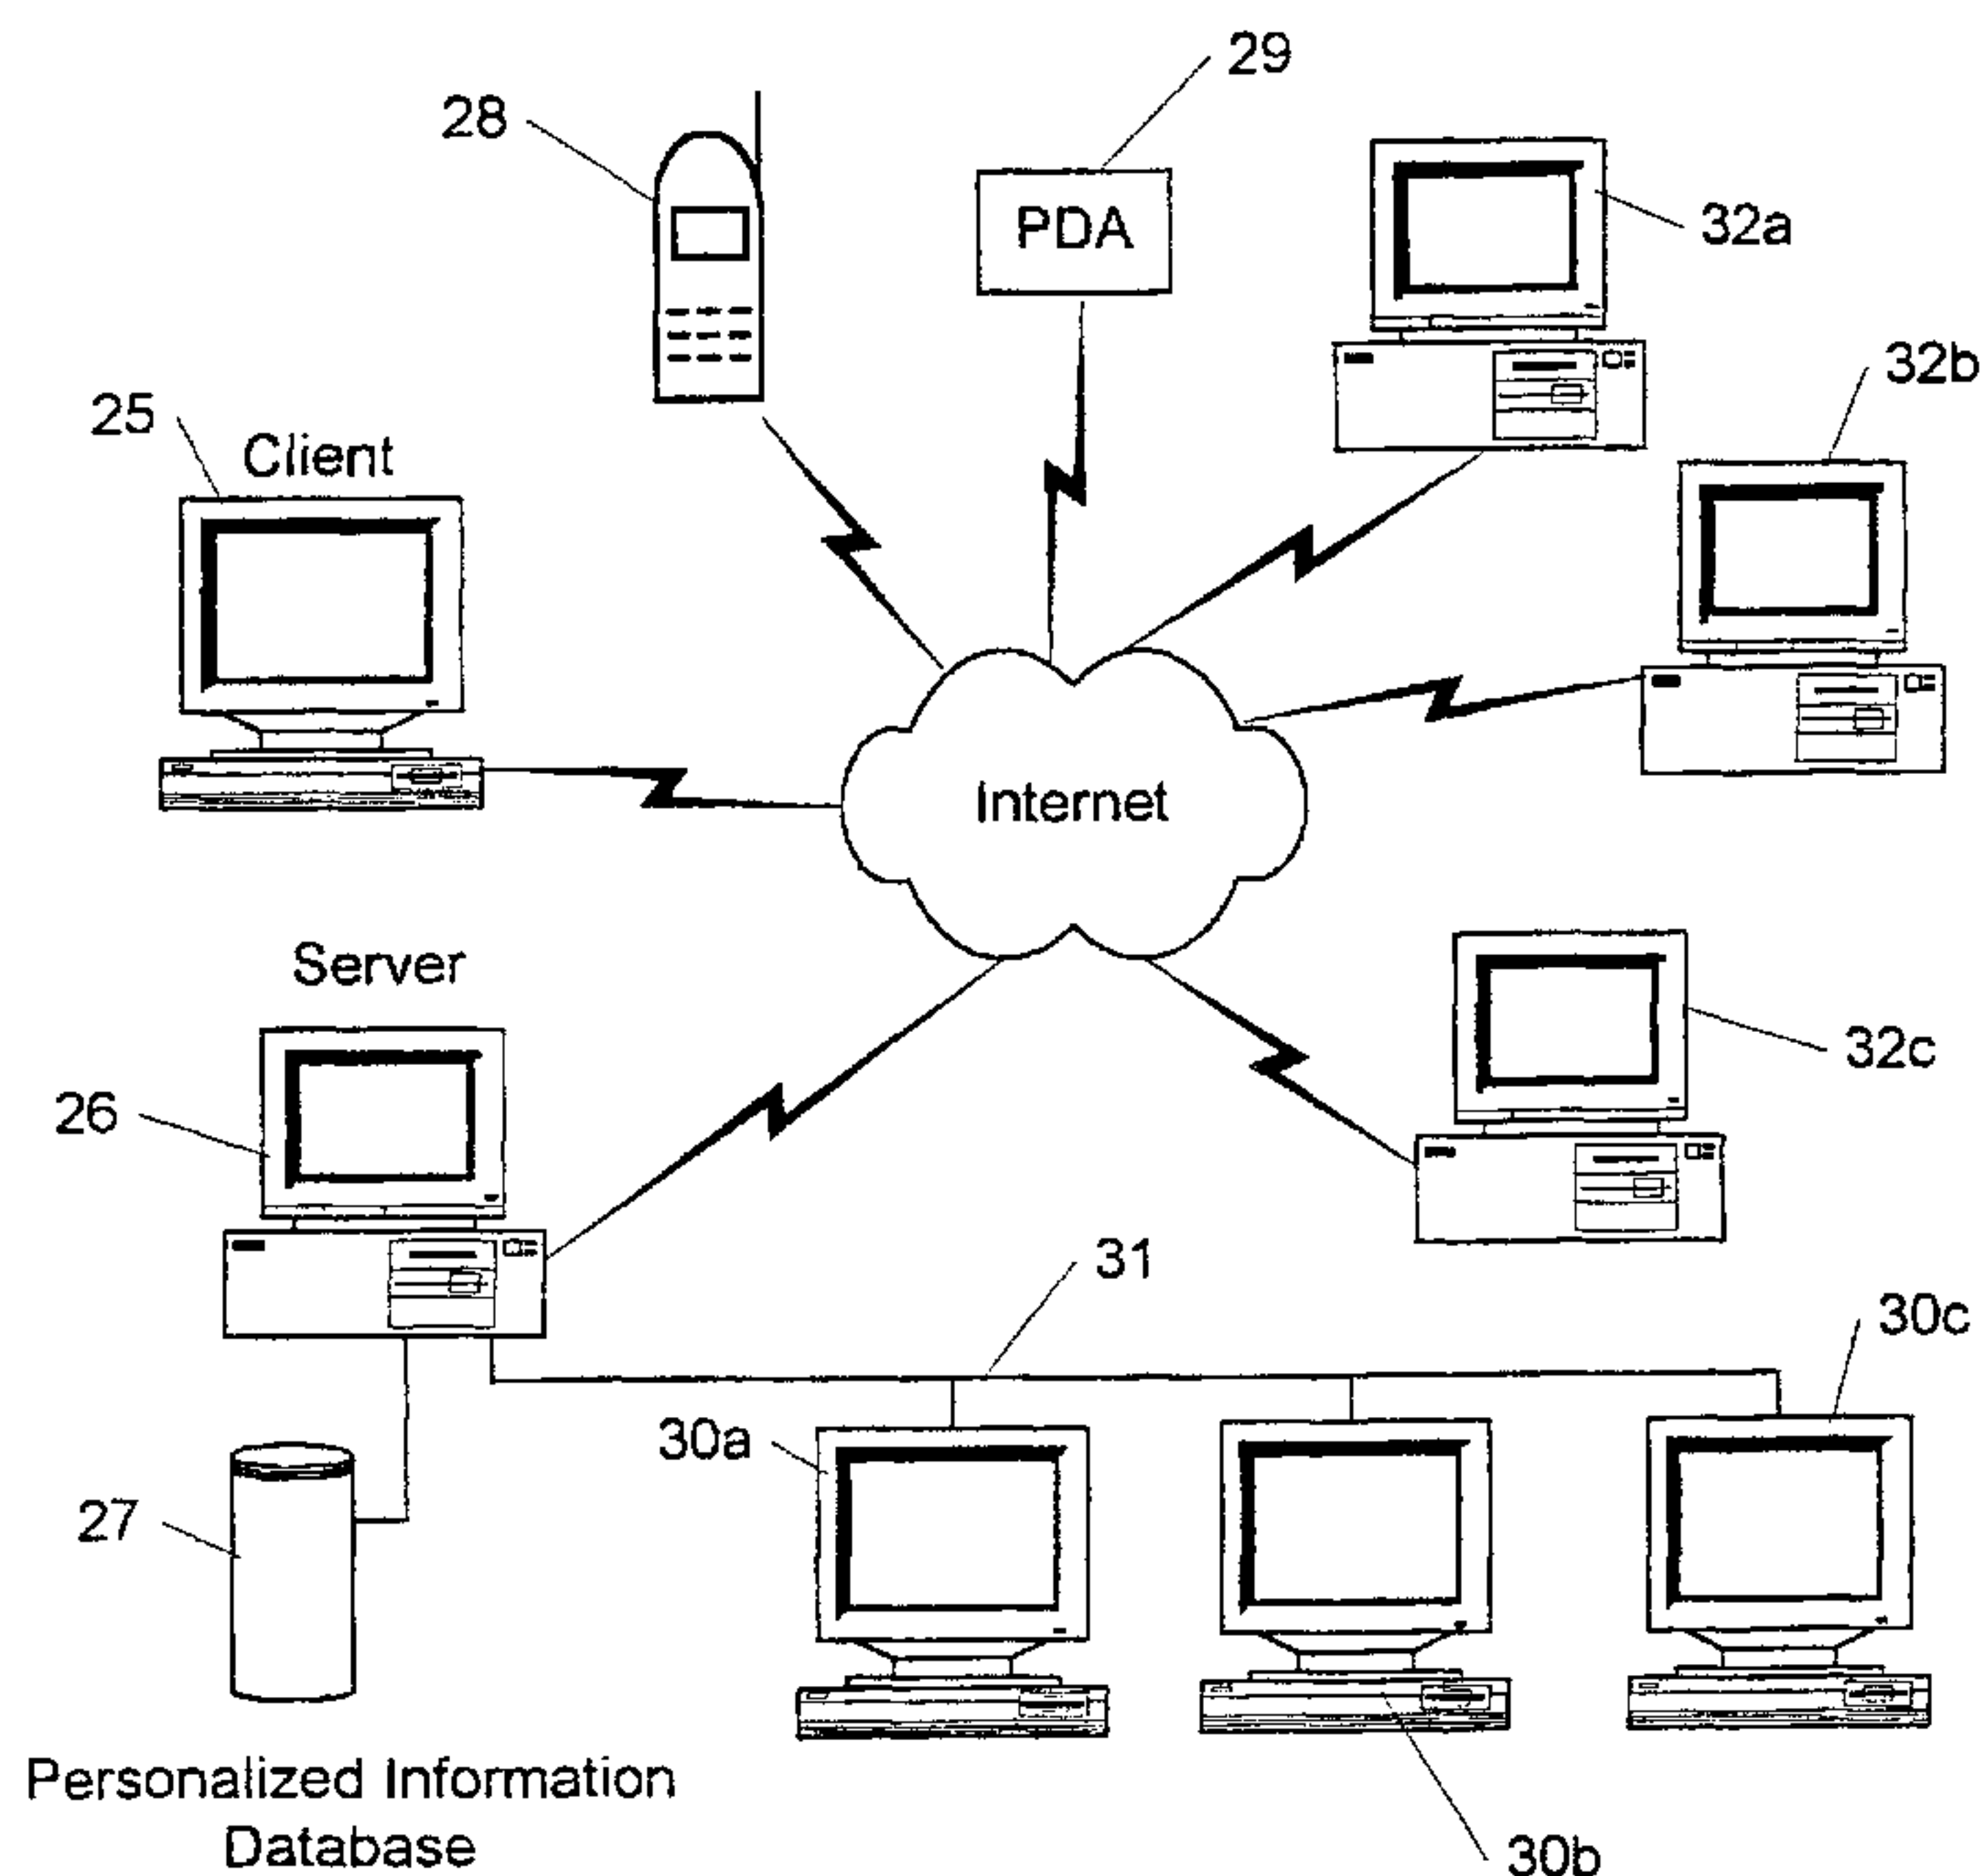 29
28
PDA
32a
32b
25
Client
Internet
Server
32c
26
31
30c
30a
27
Personalized Information
Database
30b